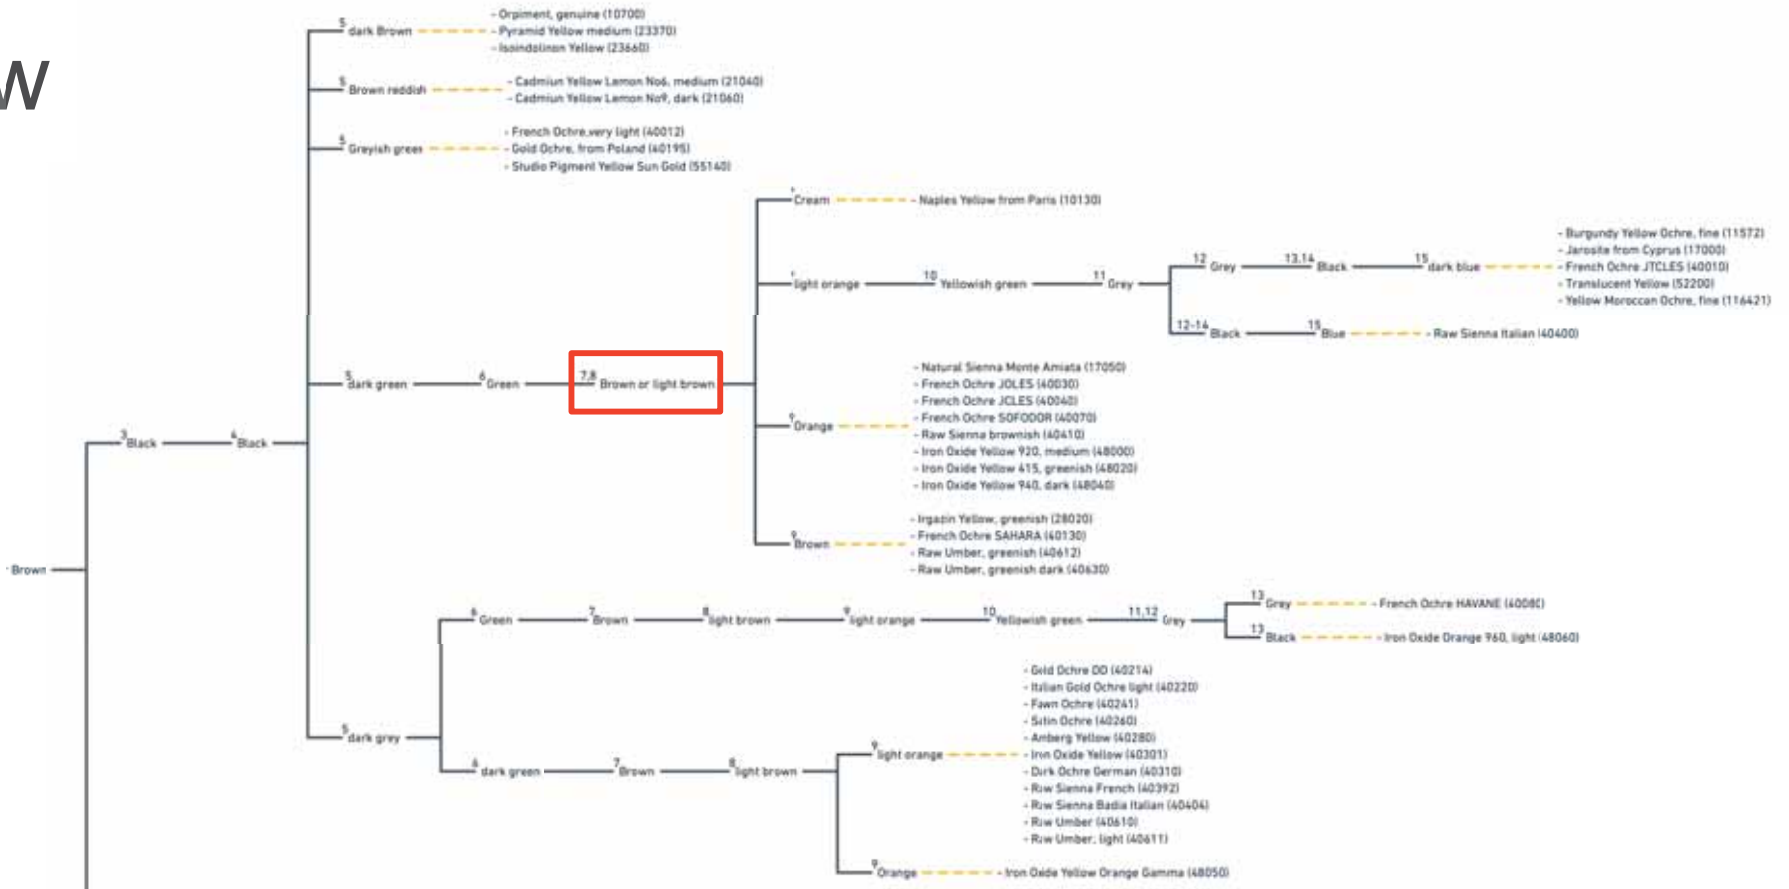 w
5 dark Brown
- Orpiment, genuine (10700)
- Pyramid Yellow medium (23370)
- Isoindolinon Yellow (23660)
5 Brown reddish
- Cadmiun Yellow Lemon No6, medium (21040)
- Cadmiun Yellow Lemon No9, dark (21060)
5 Greyish green
- French Ochre,very light (40012)
- Gold Ochre, from Poland (40195)
- Studio Pigment Yellow Sun Gold (55140)
Cream
- Naples Yellow from Paris (10130)
light orange
10 Yellowish green
11 Grey
12 Grey
13,14 Black
15 dark blue
- Burgundy Yellow Ochre, fine (11572)
- Jarosite from Cyprus (17000)
- French Ochre JTCLES (40010)
- Translucent Yellow (52200)
- Yellow Moroccan Ochre, fine (116421)
12-14 Black
15 Blue
- Raw Sienna Italian (40400)
5 dark green
6 Green
7,8 Brown or light brown
9 Orange
- Natural Sienna Monte Amiata (17050)
- French Ochre JOLES (40030)
- French Ochre JCLES (40040)
- French Ochre SOFODOR (40070)
- Raw Sienna brownish (40410)
- Iron Oxide Yellow 920, medium (48000)
- Iron Oxide Yellow 415, greenish (48020)
- Iron Oxide Yellow 940, dark (48040)
9 Brown
- Irgazin Yellow, greenish (28020)
- French Ochre SAHARA (40130)
- Raw Umber, greenish (40612)
- Raw Umber, greenish dark (40630)
3 Black
4 Black
Brown
6 Green
7 Brown
8 light brown
9 light orange
10 Yellowish green
11,12 Grey
13 Grey
- French Ochre HAVANE (40080)
13 Black
- Iron Oxide Orange 960, light (48060)
5 dark grey
6 dark green
7 Brown
8 light brown
9 light orange
- Gold Ochre DD (40214)
- Italian Gold Ochre light (40220)
- Fawn Ochre (40241)
- Satin Ochre (40260)
- Amberg Yellow (40280)
- Iron Oxide Yellow (40301)
- Dark Ochre German (40310)
- Raw Sienna French (40392)
- Raw Sienna Badia Italian (40404)
- Raw Umber (40610)
- Raw Umber, light (40611)
9 Orange
- Iron Oxide Yellow Orange Gamma (48050)